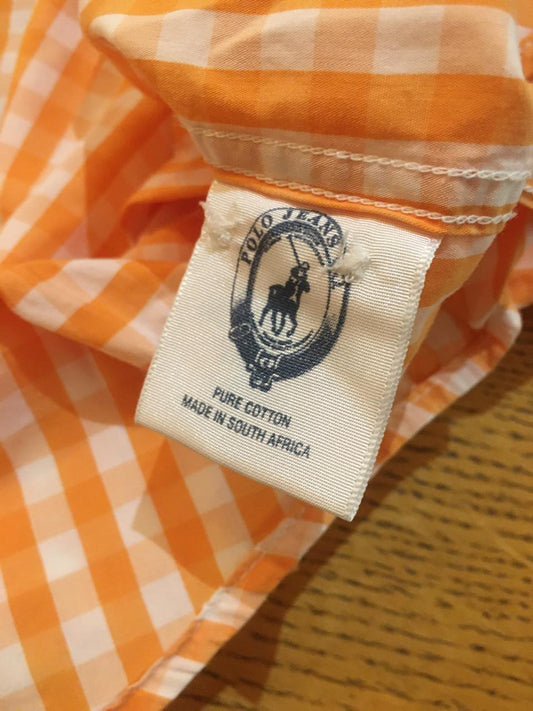 POLO JEANS
PURE COTTON
MADE IN SOUTH AFRICA